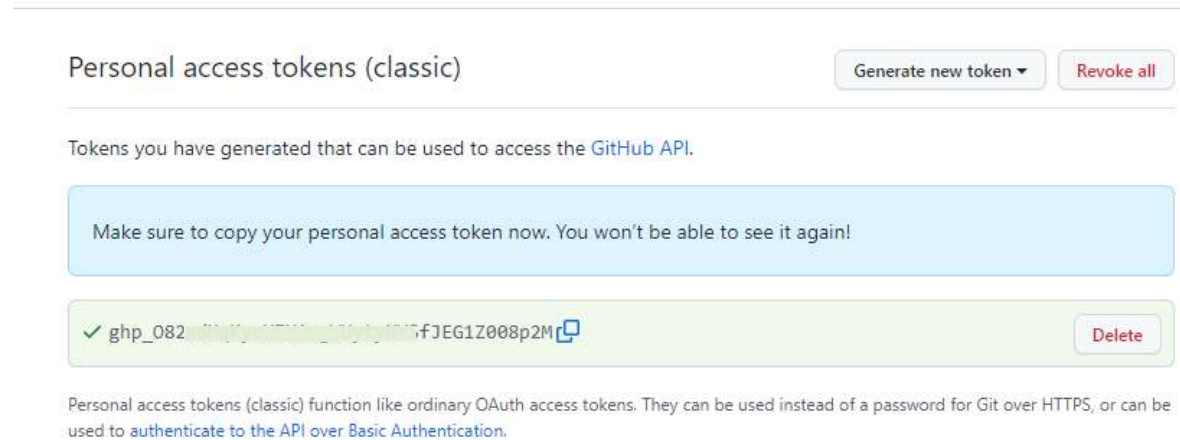 Personal access tokens (classic)
Generate new token
Revoke all
Tokens you have generated that can be used to access the GitHub API.
Make sure to copy your personal access token now. You won't be able to see it again!
ghp_O82 fJEG1Z008p2M
Delete
Personal access tokens (classic) function like ordinary OAuth access tokens. They can be used instead of a password for Git over HTTPS, or can be
used to authenticate to the API over Basic Authentication.